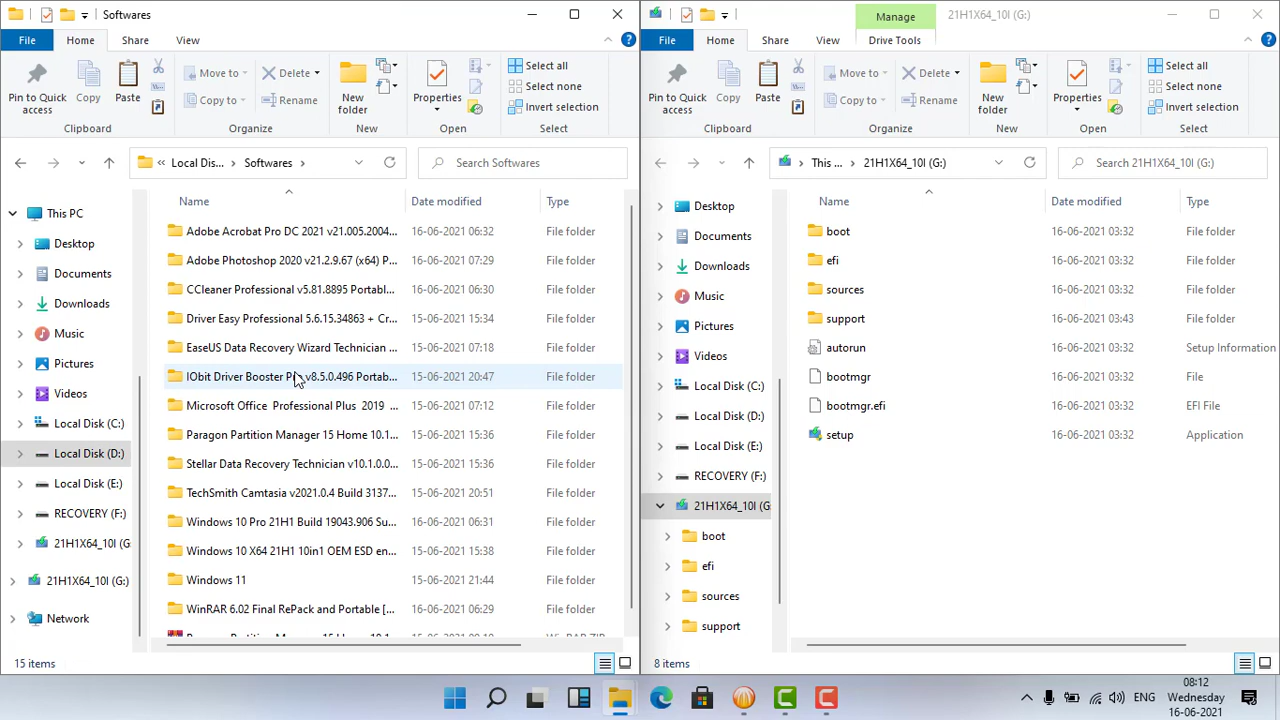 Softwares
File
Home
Share
View
Pin to Quick access
Copy
Paste
Move to
Copy to
Delete
Rename
New folder
Properties
Select all
Select none
Invert selection
Clipboard
Organize
New
Open
Select
« Local Dis... > Softwares >
Search Softwares
This PC
Desktop
Documents
Downloads
Music
Pictures
Videos
Local Disk (C:)
Local Disk (D:)
Local Disk (E:)
RECOVERY (F:)
21H1X64_10I (G:
21H1X64_10I (G:)
Network
Name Date modified Type
Adobe Acrobat Pro DC 2021 v21.005.2004... 16-06-2021 06:32 File folder
Adobe Photoshop 2020 v21.2.9.67 (x64) P... 16-06-2021 07:29 File folder
CCleaner Professional v5.81.8895 Portabl... 16-06-2021 06:30 File folder
Driver Easy Professional 5.6.15.34863 + Cr... 15-06-2021 15:34 File folder
EaseUS Data Recovery Wizard Technician ... 15-06-2021 07:18 File folder
IObit Driver Booster Pro v8.5.0.496 Portab... 15-06-2021 20:47 File folder
Microsoft Office Professional Plus 2019 ... 15-06-2021 07:12 File folder
Paragon Partition Manager 15 Home 10.1... 15-06-2021 15:36 File folder
Stellar Data Recovery Technician v10.1.0.0... 15-06-2021 15:36 File folder
TechSmith Camtasia v2021.0.4 Build 3137... 15-06-2021 20:51 File folder
Windows 10 Pro 21H1 Build 19043.906 Su... 16-06-2021 06:31 File folder
Windows 10 X64 21H1 10in1 OEM ESD en... 15-06-2021 15:38 File folder
Windows 11 15-06-2021 21:44 File folder
WinRAR 6.02 Final RePack and Portable [... 16-06-2021 06:29 File folder
15 items
Manage
21H1X64_10I (G:)
File
Home
Share
View
Drive Tools
Pin to Quick access
Copy
Paste
Move to
Copy to
Delete
Rename
New folder
Properties
Select all
Select none
Invert selection
Clipboard
Organize
New
Open
Select
This ... > 21H1X64_10I (G:)
Search 21H1X64_10I (G:)
Desktop
Documents
Downloads
Music
Pictures
Videos
Local Disk (C:)
Local Disk (D:)
Local Disk (E:)
RECOVERY (F:)
21H1X64_10I (G:
boot
efi
sources
support
Name Date modified Type
boot 16-06-2021 03:32 File folder
efi 16-06-2021 03:32 File folder
sources 16-06-2021 03:32 File folder
support 16-06-2021 03:43 File folder
autorun 16-06-2021 03:32 Setup Information
bootmgr 16-06-2021 03:32 File
bootmgr.efi 16-06-2021 03:32 EFI File
setup 16-06-2021 03:32 Application
8 items
ENG
08:12
Wednesday
16-06-2021